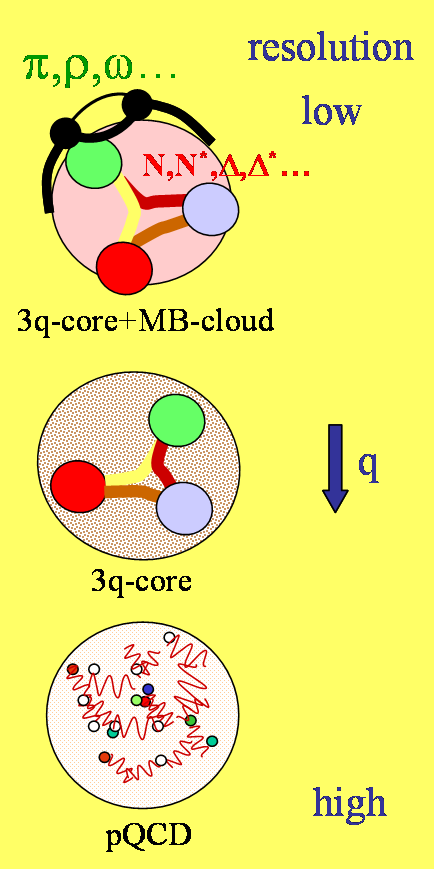 resolution
π,ρ,ω…
low
N,N*,Δ,Δ*…
3q-core+MB-cloud
q
3q-core
high
pQCD